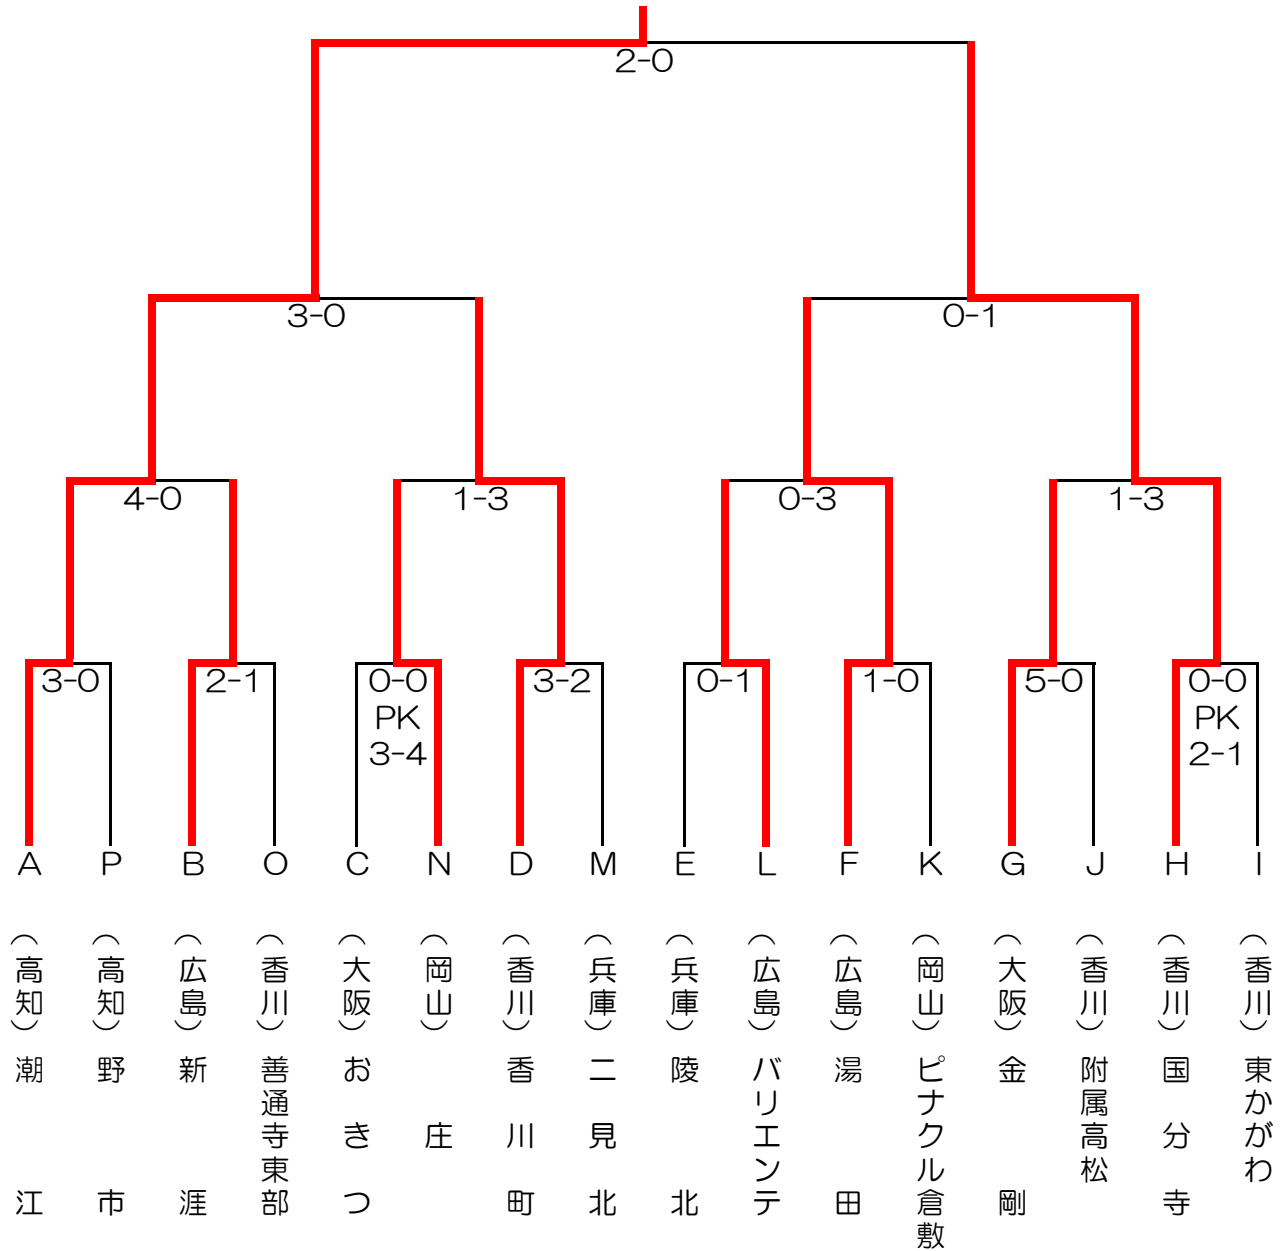 2-0
3-0
0-1
4-0
1-3
0-3
1-3
3-0
2-1
0-0
PK
3-4
3-2
0-1
1-0
5-0
0-0
PK
2-1
A
P
B
O
C
N
D
M
E
L
F
K
G
J
H
I
(高知)潮江
(高知)野市
(広島)新涯
(香川)善通寺東部
(大阪)おきつ
(岡山)庄
(香川)香川町
(兵庫)二見北
(兵庫)陵北
(広島)バリエンテ
(広島)湯田
(岡山)ピナクル倉敷
(大阪)金剛
(香川)附属高松
(香川)国分寺
(香川)東かがわ